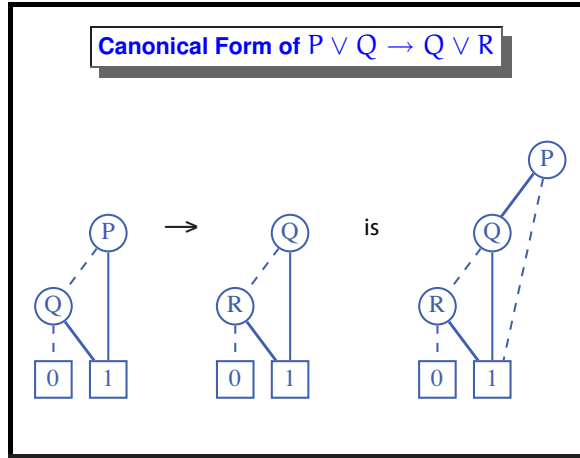 Canonical Form of P ∨ Q → Q ∨ R
P
P → Q is Q
Q R R
0 1 0 1 0 1